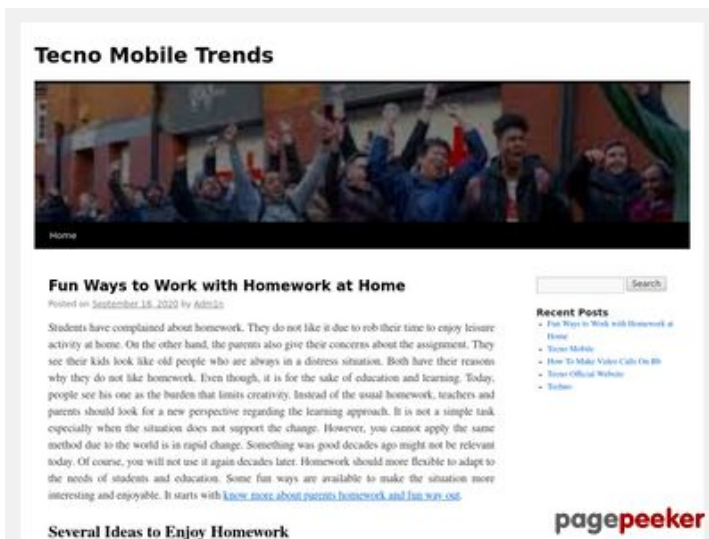 Tecno Mobile Trends
Home
Fun Ways to Work with Homework at Home
Posted on September 18, 2020 by Adm1n
Students have complained about homework. They do not like it due to rob their time to enjoy leisure
activity at home. On the other hand, the parents also give their concerns about the assignment. They
see their kids look like old people who are always in a distress situation. Both have their reasons
why they do not like homework. Even though, it is for the sake of education and learning. Today,
people see his one as the burden that limits creativity. Instead of the usual homework, teachers and
parents should look for a new perspective regarding the learning approach. It is not a simple task
especially when the situation does not support the change. However, you cannot apply the same
method due to the world is in rapid change. Something was good decades ago might not be relevant
today. Of course, you will not use it again decades later. Homework should more flexible to adapt to
the needs of students and education. Some fun ways are available to make the situation more
interesting and enjoyable. It starts with know more about parents homework and fun way out.
Several Ideas to Enjoy Homework
Search
Recent Posts
Fun Ways to Work with Homework at
Home
Tecno Mobile
How To Make Video Calls On Bb
Tecno Official Website
pagepeeker